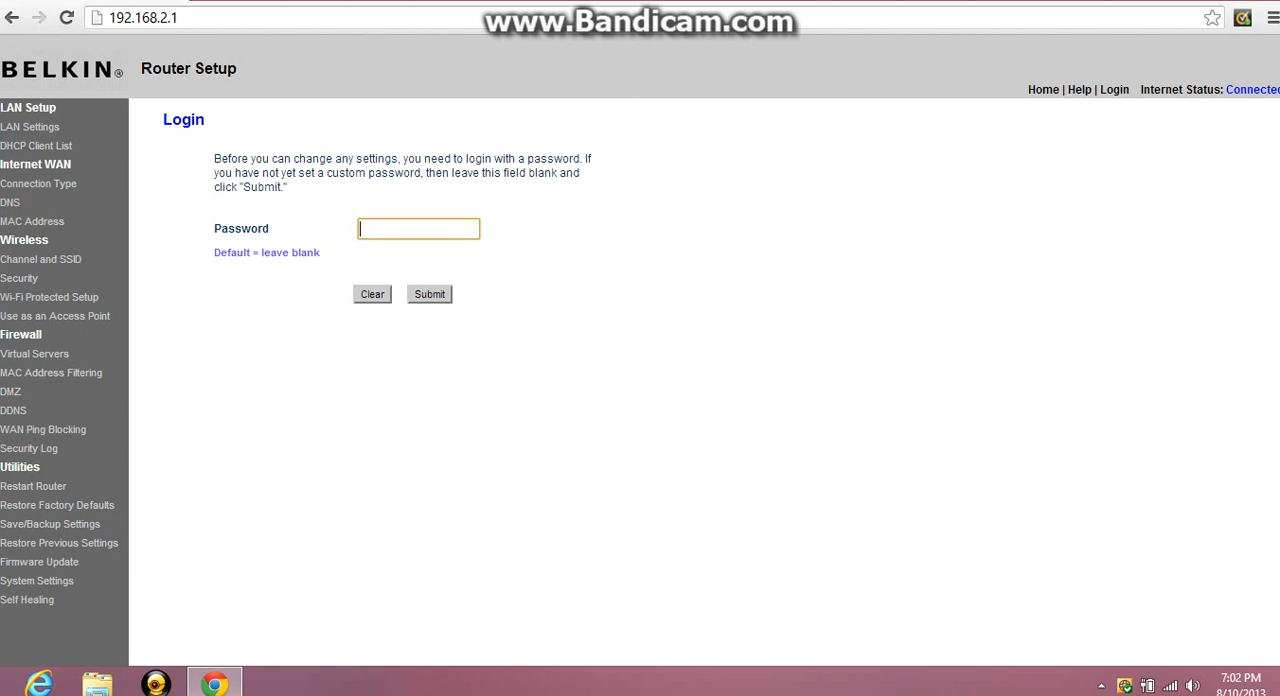 192.168.2.1
www.Bandicam.com
BELKIN® Router Setup
Home | Help | Login Internet Status: Connected
LAN Setup
LAN Settings
DHCP Client List
Internet WAN
Connection Type
DNS
MAC Address
Wireless
Channel and SSID
Security
Wi-Fi Protected Setup
Use as an Access Point
Firewall
Virtual Servers
MAC Address Filtering
DMZ
DDNS
WAN Ping Blocking
Security Log
Utilities
Restart Router
Restore Factory Defaults
Save/Backup Settings
Restore Previous Settings
Firmware Update
System Settings
Self Healing
Login
Before you can change any settings, you need to login with a password. If
you have not yet set a custom password, then leave this field blank and
click "Submit."
Password
Default = leave blank
Clear Submit
7:02 PM
8/10/2013